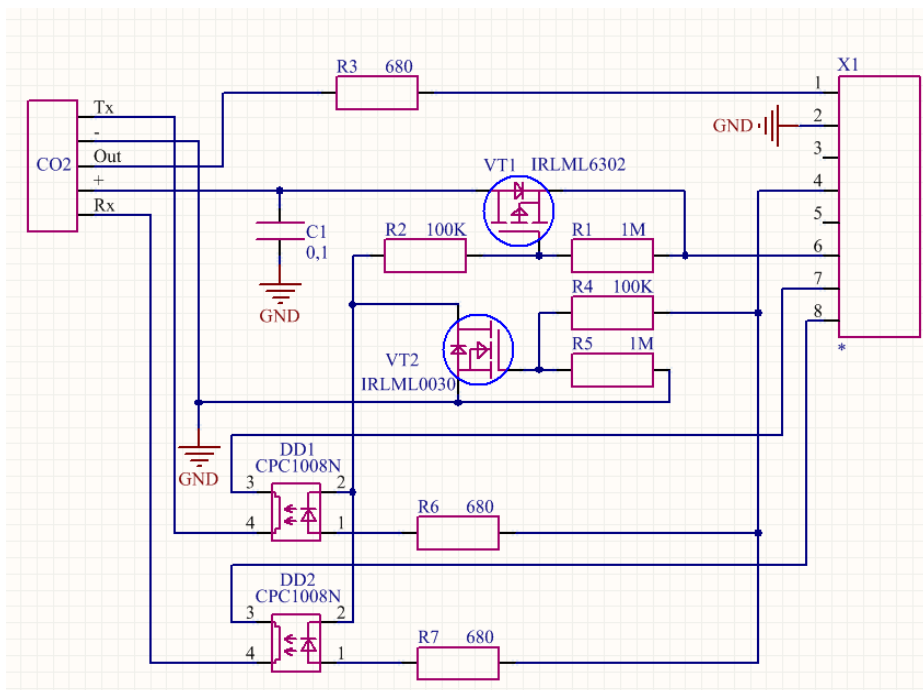 R3 680
X1
Tx
-
CO2
Out
+
Rx
1
GND
2
3
VT1 IRLML6302
4
C1
0,1
R2 100K
R1 1M
5
6
GND
R4 100K
7
8
VT2
IRLML0030
R5 1M
*
GND
DD1
CPC1008N
3 2
4 1
R6 680
DD2
CPC1008N
3 2
4 1
R7 680